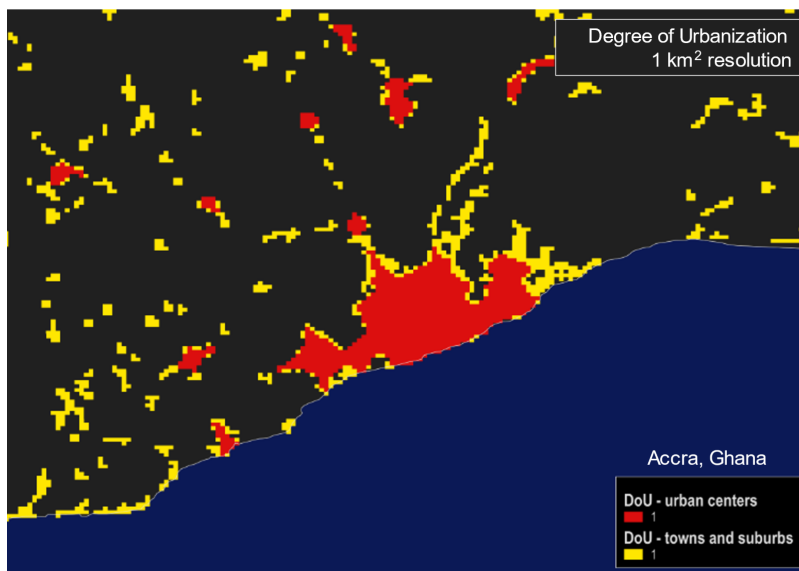 Degree of Urbanization
1 km² resolution
Accra, Ghana
DoU - urban centers
1
DoU - towns and suburbs
1